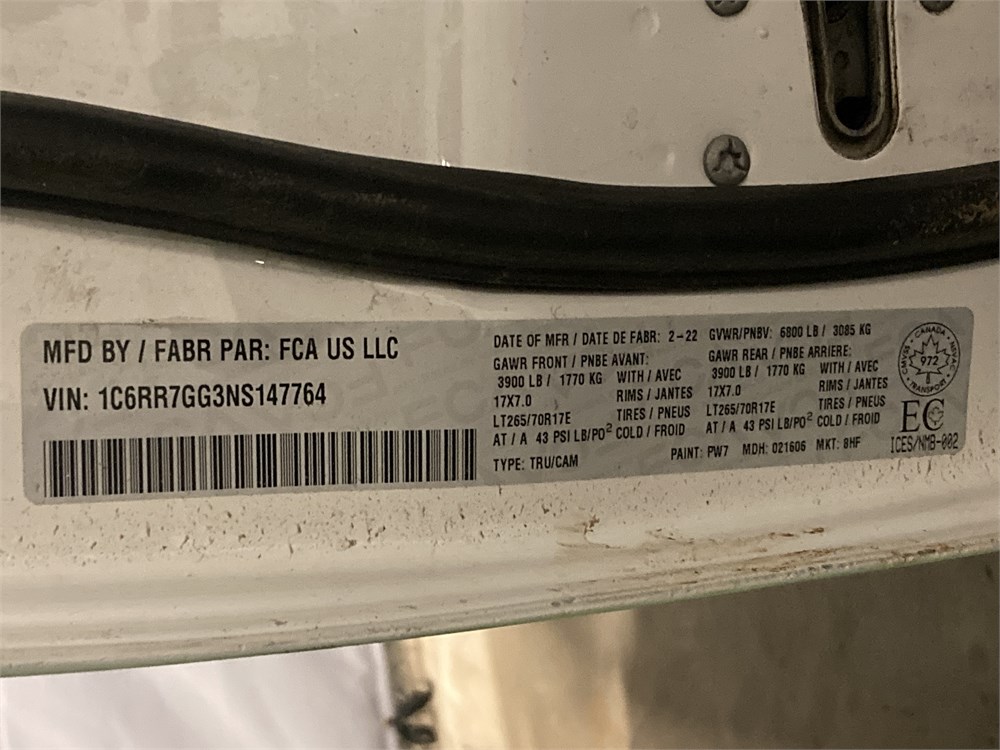 MFD BY / FABR PAR: FCA US LLC
VIN: 1C6RR7GG3NS147764
DATE OF MFR / DATE DE FABR: 2-22
GVWR/PNBV: 6800 LB / 3085 KG
GAWR FRONT / PNBE AVANT:
3900 LB / 1770 KG WITH / AVEC
17X7.0 RIMS / JANTES
LT265/70R17E TIRES / PNEUS
AT / A 43 PSI LB/PO² COLD / FROID
GAWR REAR / PNBE ARRIERE:
3900 LB / 1770 KG WITH / AVEC
17X7.0 RIMS / JANTES
LT265/70R17E TIRES / PNEUS
AT / A 43 PSI LB/PO² COLD / FROID
TYPE: TRU/CAM
PAINT: PW7 MDH: 021606 MKT: 8HF
CANADA
CMVSS NSVAC
972
TRANSPORT
EC
ICES/NMB-002